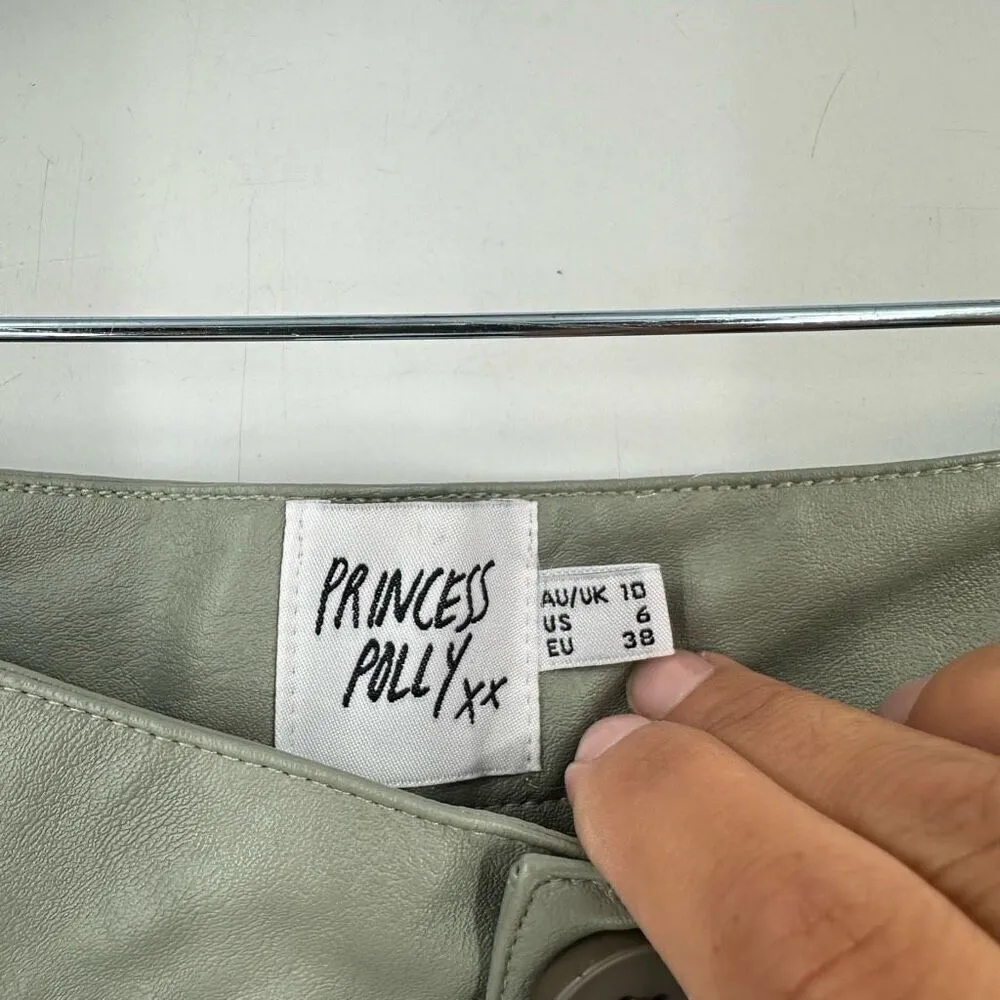 PRINCESS
POLLY xx
AU/UK 10
US 6
EU 38